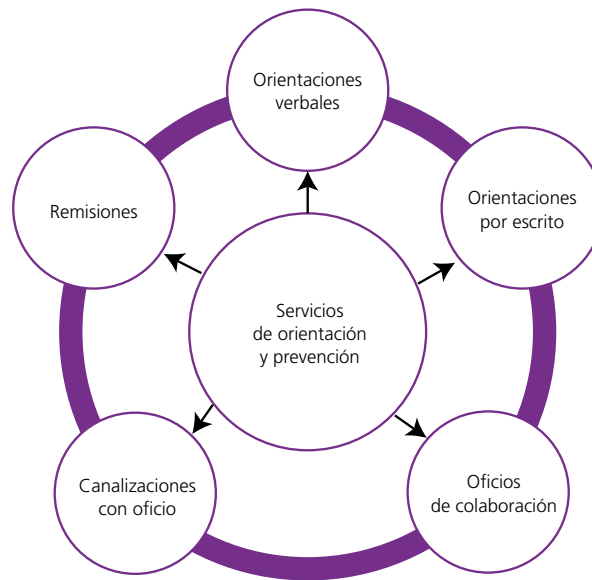 Orientaciones
verbales
Remisiones
Orientaciones
por escrito
Servicios
de orientación
y prevención
Canalizaciones
con oficio
Oficios
de colaboración